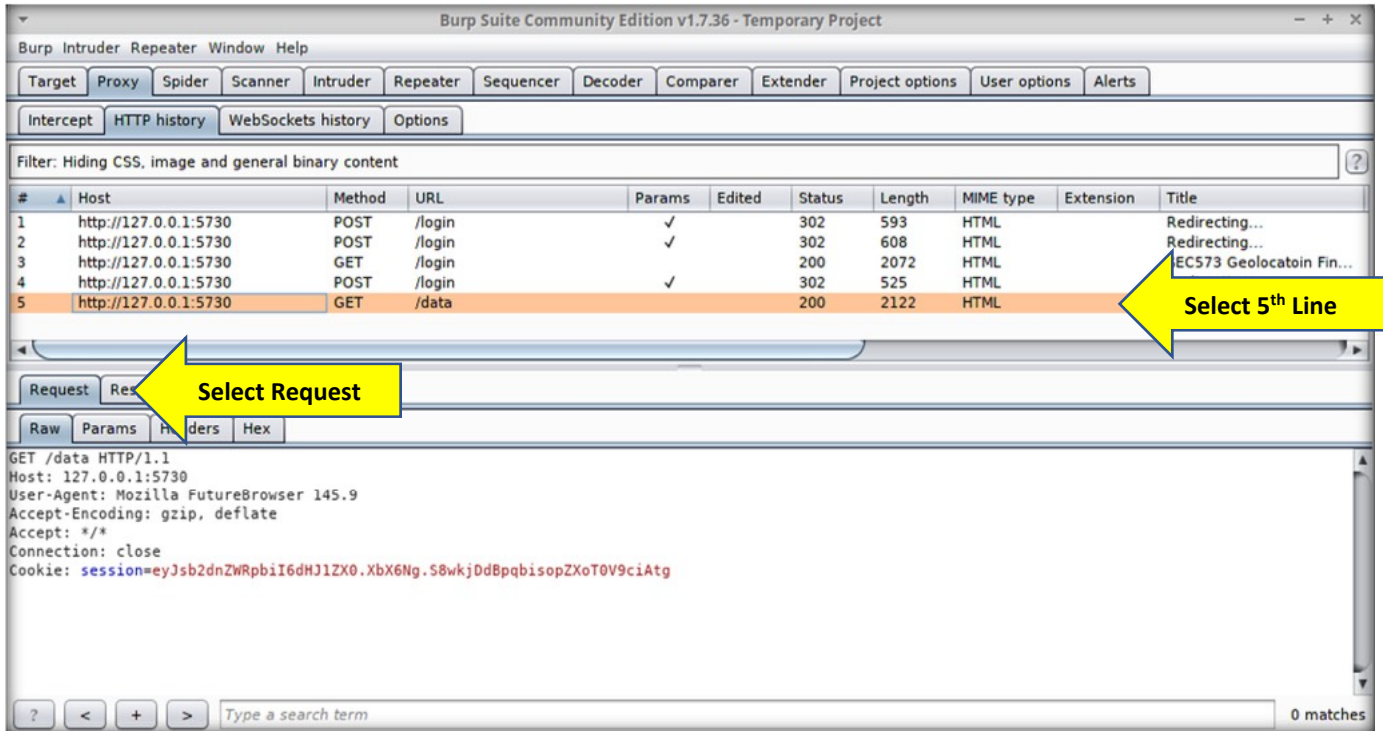 Burp Suite Community Edition v1.7.36 - Temporary Project
Burp Intruder Repeater Window Help
Target Proxy Spider Scanner Intruder Repeater Sequencer Decoder Comparer Extender Project options User options Alerts
Intercept HTTP history WebSockets history Options
Filter: Hiding CSS, image and general binary content ?
# Host Method URL Params Edited Status Length MIME type Extension Title
1 http://127.0.0.1:5730 POST /login ✓ 302 593 HTML Redirecting...
2 http://127.0.0.1:5730 POST /login ✓ 302 608 HTML Redirecting...
3 http://127.0.0.1:5730 GET /login 200 2072 HTML SEC573 Geolocatoin Fin...
4 http://127.0.0.1:5730 POST /login ✓ 302 525 HTML
5 http://127.0.0.1:5730 GET /data 200 2122 HTML
Select 5th Line
Request Res
Select Request
Raw Params Headers Hex
GET /data HTTP/1.1
Host: 127.0.0.1:5730
User-Agent: Mozilla FutureBrowser 145.9
Accept-Encoding: gzip, deflate
Accept: */*
Connection: close
Cookie: session=eyJsb2dnZWRpbiI6dHJ1ZX0.XbX6Ng.S8wkjDdBpqbisopZXoT0V9ciAtg
? < + > Type a search term 0 matches